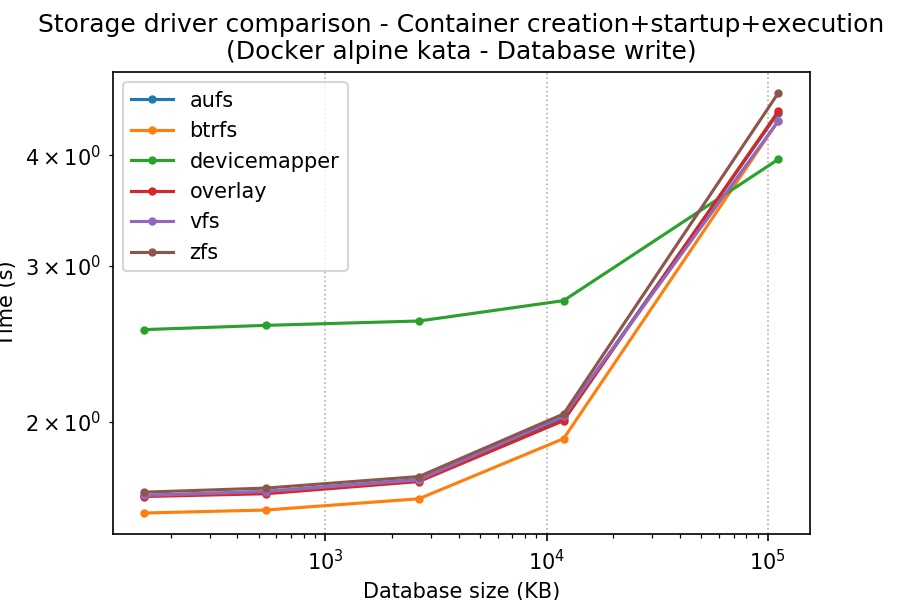 Storage driver comparison - Container creation+startup+execution
(Docker alpine kata - Database write)
aufs
btrfs
devicemapper
overlay
vfs
zfs
4 × 10⁰
3 × 10⁰
2 × 10⁰
Time (s)
10³ 10⁴ 10⁵
Database size (KB)